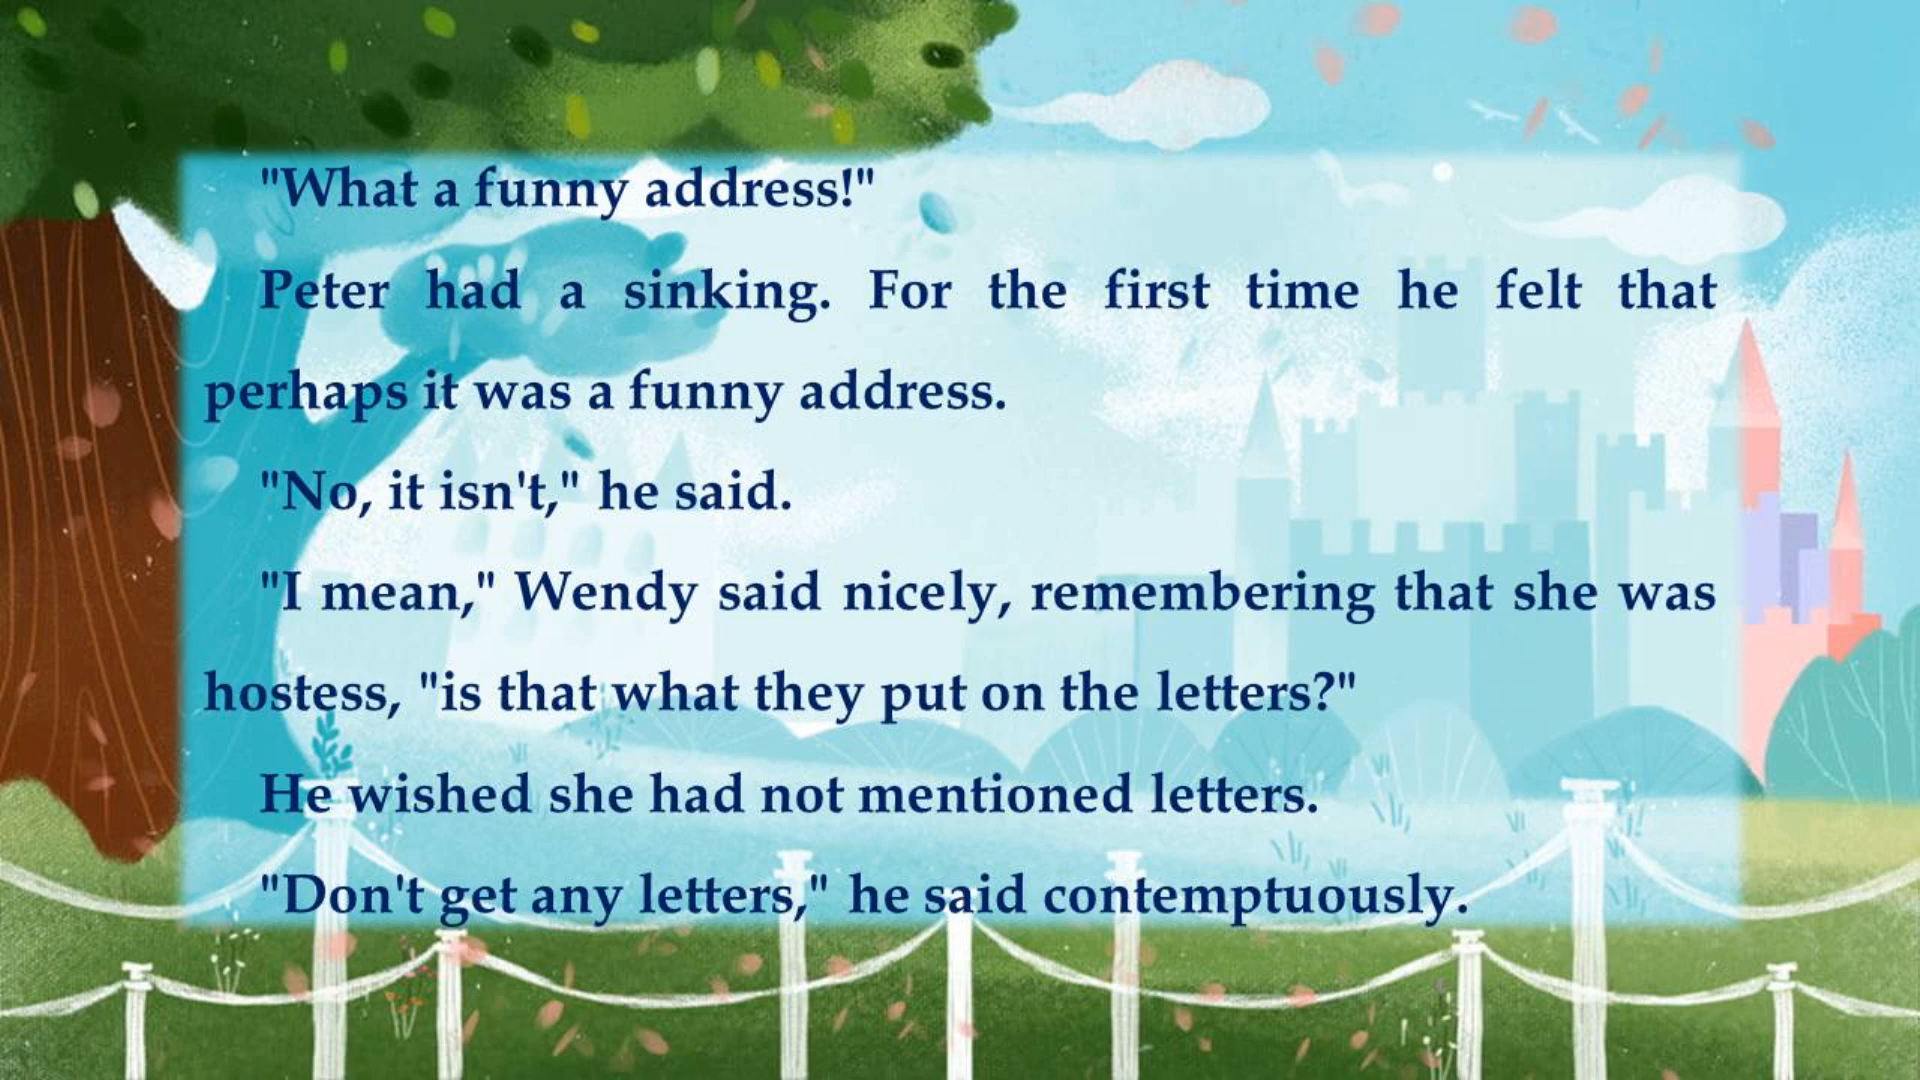 "What a funny address!"
Peter had a sinking. For the first time he felt that
perhaps it was a funny address.
"No, it isn't," he said.
"I mean," Wendy said nicely, remembering that she was
hostess, "is that what they put on the letters?"
He wished she had not mentioned letters.
"Don't get any letters," he said contemptuously.